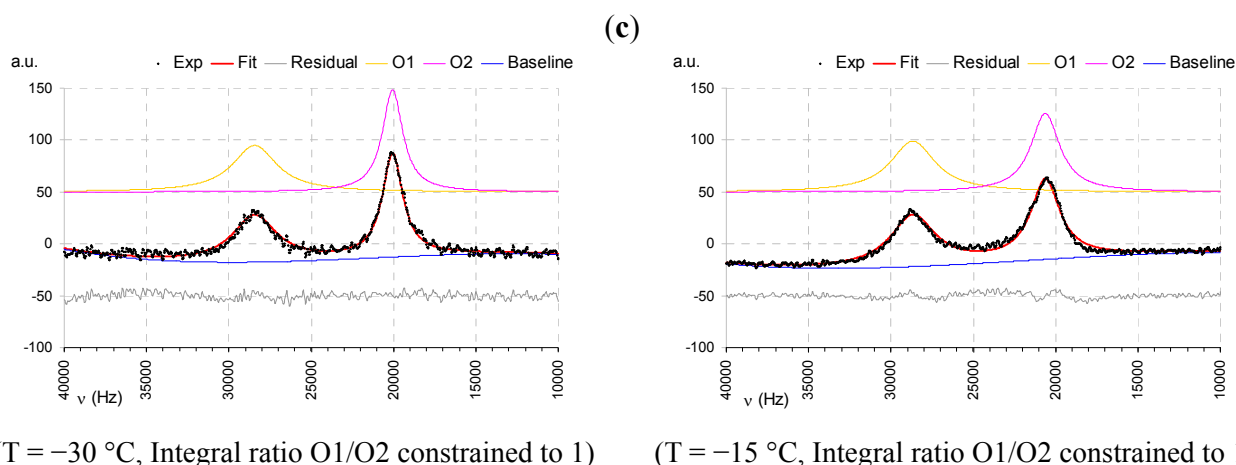 (c)
a.u. · Exp — Fit — Residual — O1 — O2 — Baseline
150
100
50
0
-50
-100
40000 35000 30000 25000 20000 15000 10000
ν (Hz)
T = −30 °C, Integral ratio O1/O2 constrained to 1)
a.u. · Exp — Fit — Residual — O1 — O2 — Baseline
150
100
50
0
-50
-100
40000 35000 30000 25000 20000 15000 10000
ν (Hz)
(T = −15 °C, Integral ratio O1/O2 constrained to